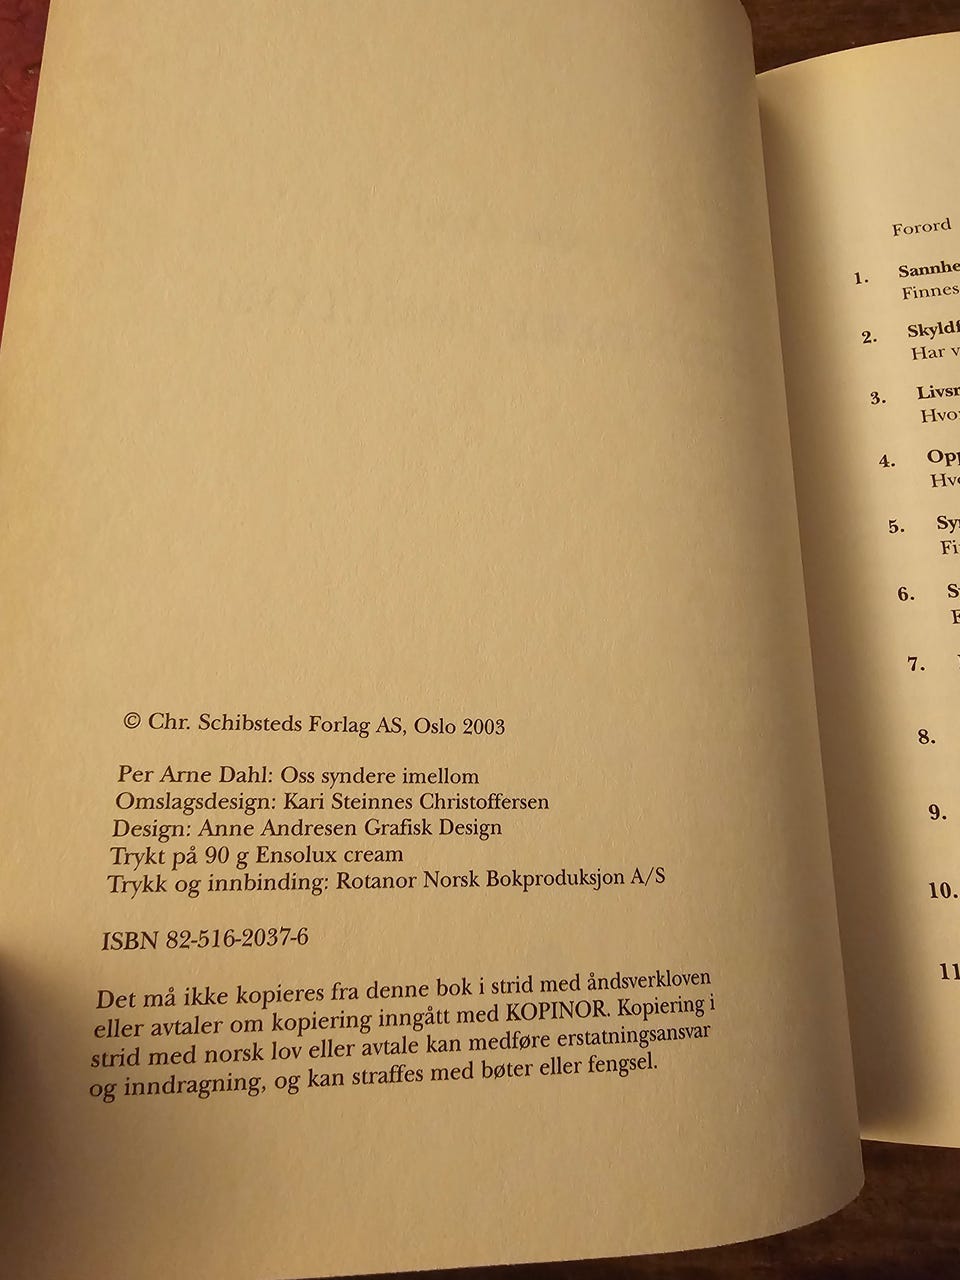 © Chr. Schibsteds Forlag AS, Oslo 2003
Per Arne Dahl: Oss syndere imellom
Omslagsdesign: Kari Steinnes Christoffersen
Design: Anne Andresen Grafisk Design
Trykt på 90 g Ensolux cream
Trykk og innbinding: Rotanor Norsk Bokproduksjon A/S
ISBN 82-516-2037-6
Det må ikke kopieres fra denne bok i strid med åndsverkloven
eller avtaler om kopiering inngått med KOPINOR. Kopiering i
strid med norsk lov eller avtale kan medføre erstatningsansvar
og inndragning, og kan straffes med bøter eller fengsel.
Forord
1.
Finnes
2.
Har
3.
4.
5.
6.
7.
8.
9.
10.
11